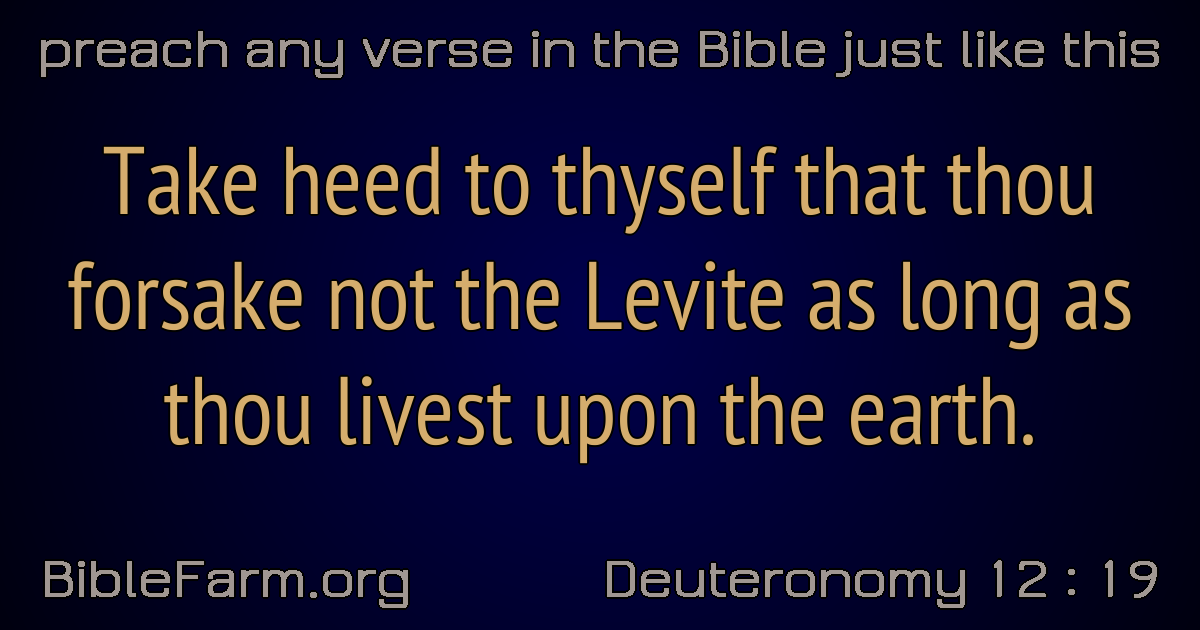 preach any verse in the Bible just like this
Take heed to thyself that thou
forsake not the Levite as long as
thou livest upon the earth.
BibleFarm.org
Deuteronomy 12 : 19